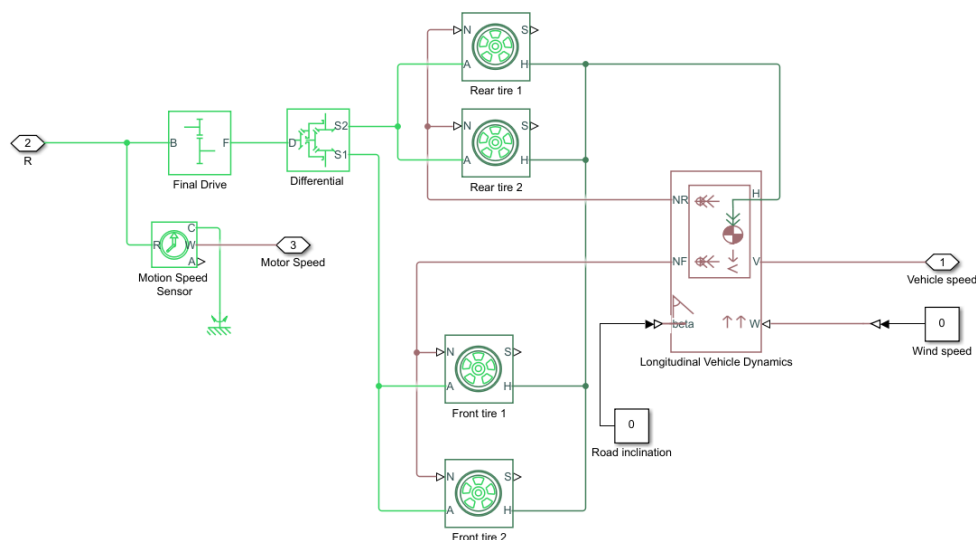 N
S
A
H
Rear tire 1
N
S
A
H
Rear tire 2
2
R
B
F
Final Drive
D
S2
S1
Differential
R
C
W
A
Motion Speed
Sensor
3
Motor Speed
NR
H
NF
V
beta
W
Longitudinal Vehicle Dynamics
1
Vehicle speed
0
Wind speed
0
Road inclination
N
S
A
H
Front tire 1
N
S
A
H
Front tire 2